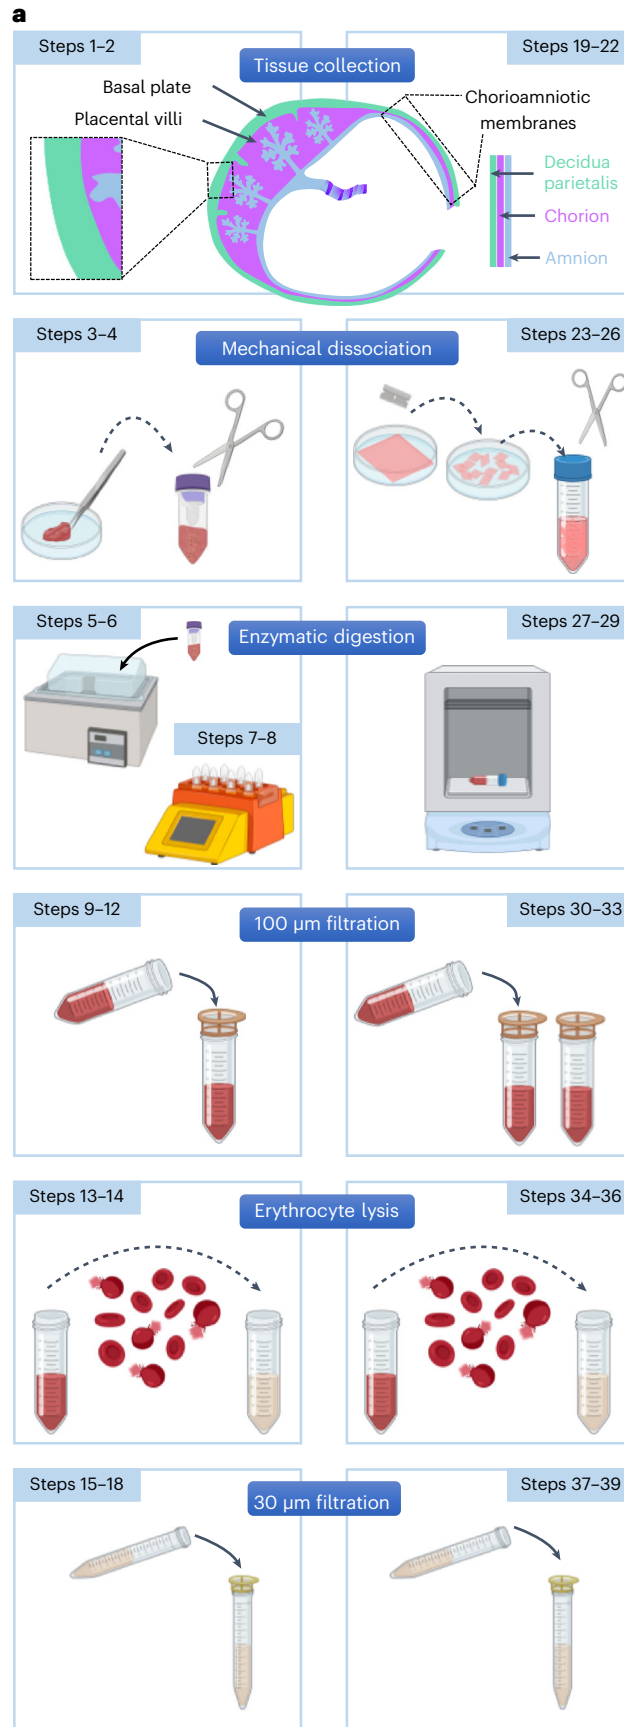 a
Steps 1–2
Tissue collection
Steps 19–22
Basal plate
Placental villi
Chorioamniotic
membranes
Decidua
parietalis
Chorion
Amnion
Steps 3–4
Mechanical dissociation
Steps 23–26
Steps 5–6
Enzymatic digestion
Steps 27–29
Steps 7–8
Steps 9–12
100 µm filtration
Steps 30–33
Steps 13–14
Erythrocyte lysis
Steps 34–36
Steps 15–18
30 µm filtration
Steps 37–39